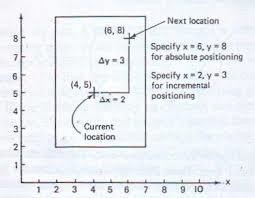 Next location
(6, 8)
Specify x = 6, y = 8
for absolute positioning
Δy = 3
Specify x = 2, y = 3
for incremental
positioning
(4, 5)
Δx = 2
Current
location
8
7
6
5
4
3
2
1
1 2 3 4 5 6 7 8 9 10
x